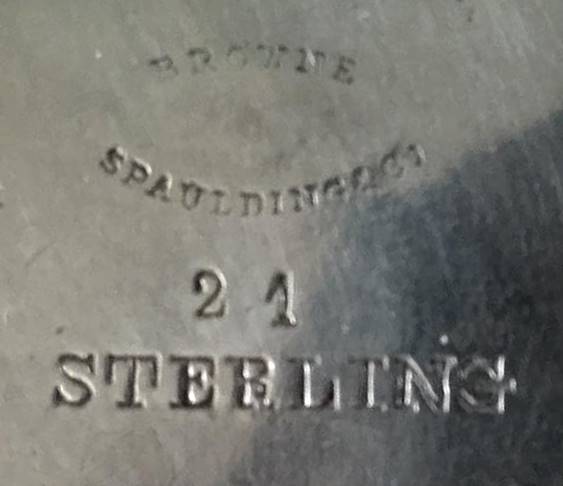 BROWNE
SPAULDING & Co
2 1
STERLING